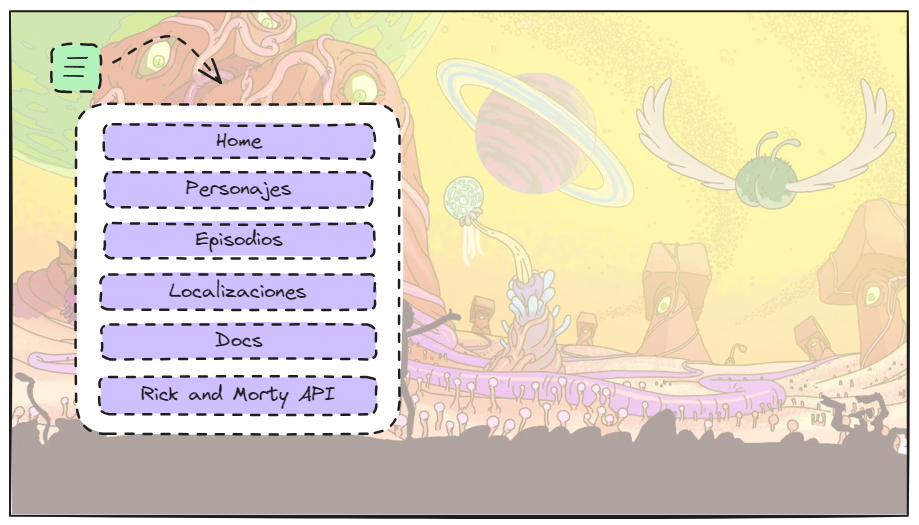 Home
Personajes
Episodios
Localizaciones
Docs
Rick and Morty API